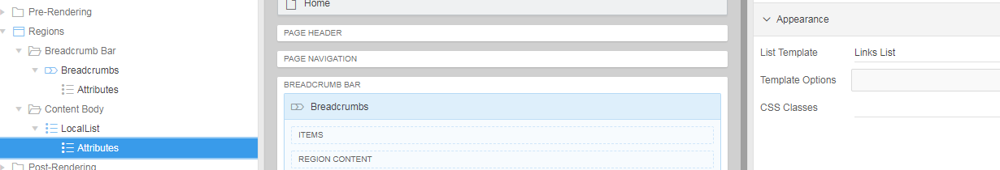 Pre-Rendering
Regions
Breadcrumb Bar
Breadcrumbs
Attributes
Content Body
LocalList
Attributes
Post-Rendering
Home
PAGE HEADER
PAGE NAVIGATION
BREADCRUMB BAR
Breadcrumbs
ITEMS
REGION CONTENT
Appearance
List Template Links List
Template Options
CSS Classes